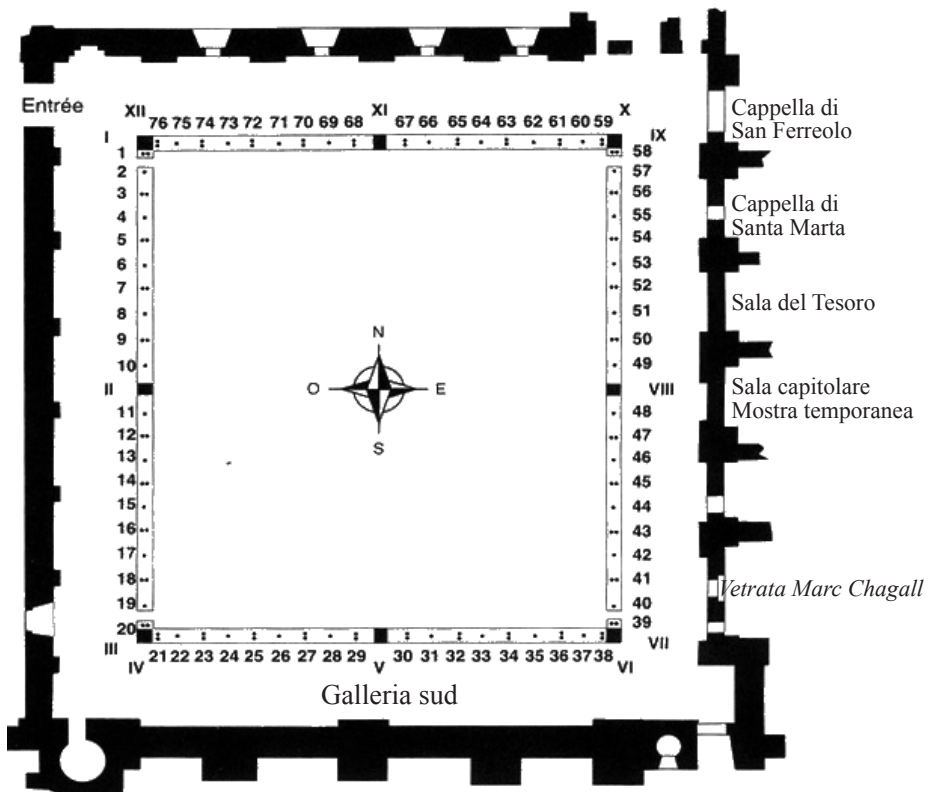 Entrée
XII
XI
X
76 75 74 73 72 71 70 69 68
67 66 65 64 63 62 61 60 59
I
IX
1
58
2
57
3
56
4
55
5
54
6
53
7
52
8
51
9
50
10
49
II
VIII
11
48
12
47
13
46
14
45
15
44
16
43
17
42
18
41
19
40
20
39
III
VII
21 22 23 24 25 26 27 28 29
30 31 32 33 34 35 36 37 38
IV
V
VI
N
O
E
S
Cappella di
San Ferreolo
Cappella di
Santa Marta
Sala del Tesoro
Sala capitolare
Mostra temporanea
Vetrata Marc Chagall
Galleria sud